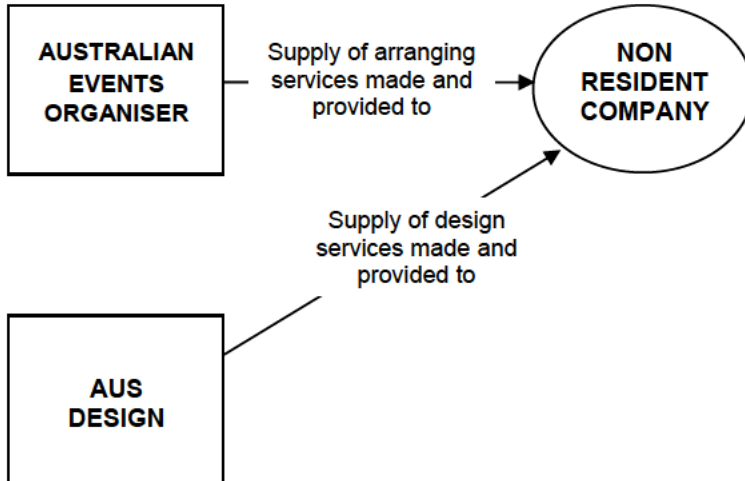 AUSTRALIAN
EVENTS
ORGANISER
Supply of arranging
services made and
provided to
NON
RESIDENT
COMPANY
Supply of design
services made and
provided to
AUS
DESIGN